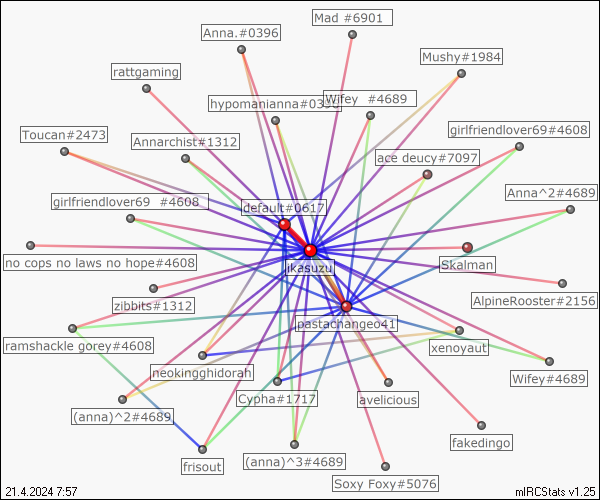 Mad #6901
Anna.#0396
Mushy#1984
rattgaming
Wifey  #4689
hypomanianna#0396
Toucan#2473
Annarchist#1312
girlfriendlover69#4608
ace deucy#7097
Anna^2#4689
girlfriendlover69  #4608
default#0617
no cops no laws no hope#4608
jkasuzu
Skalman
zibbits#1312
AlpineRooster#2156
pastachangeo41
ramshackle gorey#4608
xenoyaut
neokingghidorah
Wifey#4689
Cypha#1717
avelicious
(anna)^2#4689
fakedingo
frisout
(anna)^3#4689
Soxy Foxy#5076
21.4.2024 7:57
mIRCStats v1.25